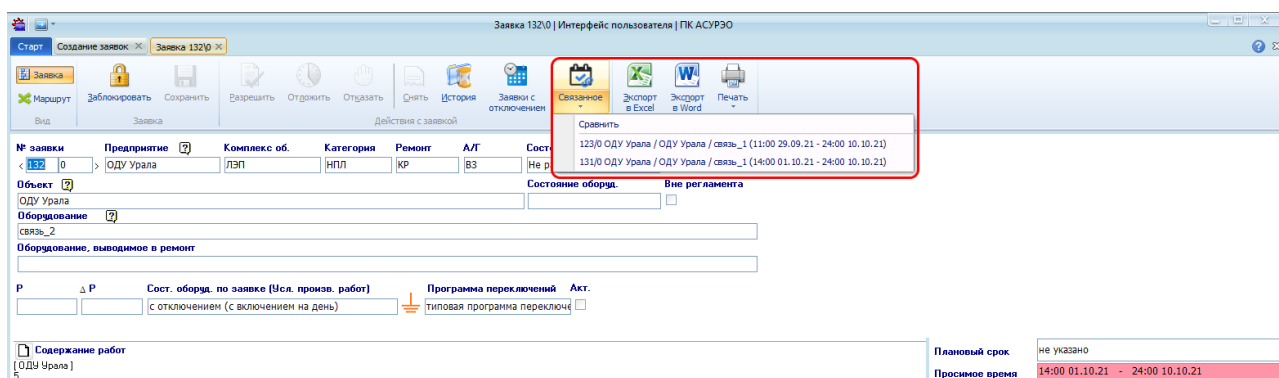 Заявка 132\0 | Интерфейс пользователя | ПК АСУРЭО
Старт Создание заявок Заявка 132\0
Заявка
Маршрут
Вид
Заблокировать Сохранить
Заявка
Разрешить Отложить Отказать Снять История Заявки с отключением
Действия с заявкой
Связанное Экспорт в Excel Экспорт в Word Печать
Сравнить
123/0 ОДУ Урала / ОДУ Урала / связь_1 (11:00 29.09.21 - 24:00 10.10.21)
131/0 ОДУ Урала / ОДУ Урала / связь_1 (14:00 01.10.21 - 24:00 10.10.21)
№ заявки Предприятие ? Комплекс об. Категория Ремонт А/Г Сост
< 132 0 > ОДУ Урала ЛЭП НПЛ КР ВЗ Не р
Объект ? Состояние оборуд. Вне регламента
ОДУ Урала
Оборудование ?
связь_2
Оборудование, выводимое в ремонт
P Δ P Сост. оборуд. по заявке (Усл. произв. работ) Программа переключений Акт.
с отключением (с включением на день) типовая программа переключе
Содержание работ
[ОДУ Урала]
5
Плановый срок не указано
Просимое время 14:00 01.10.21 - 24:00 10.10.21